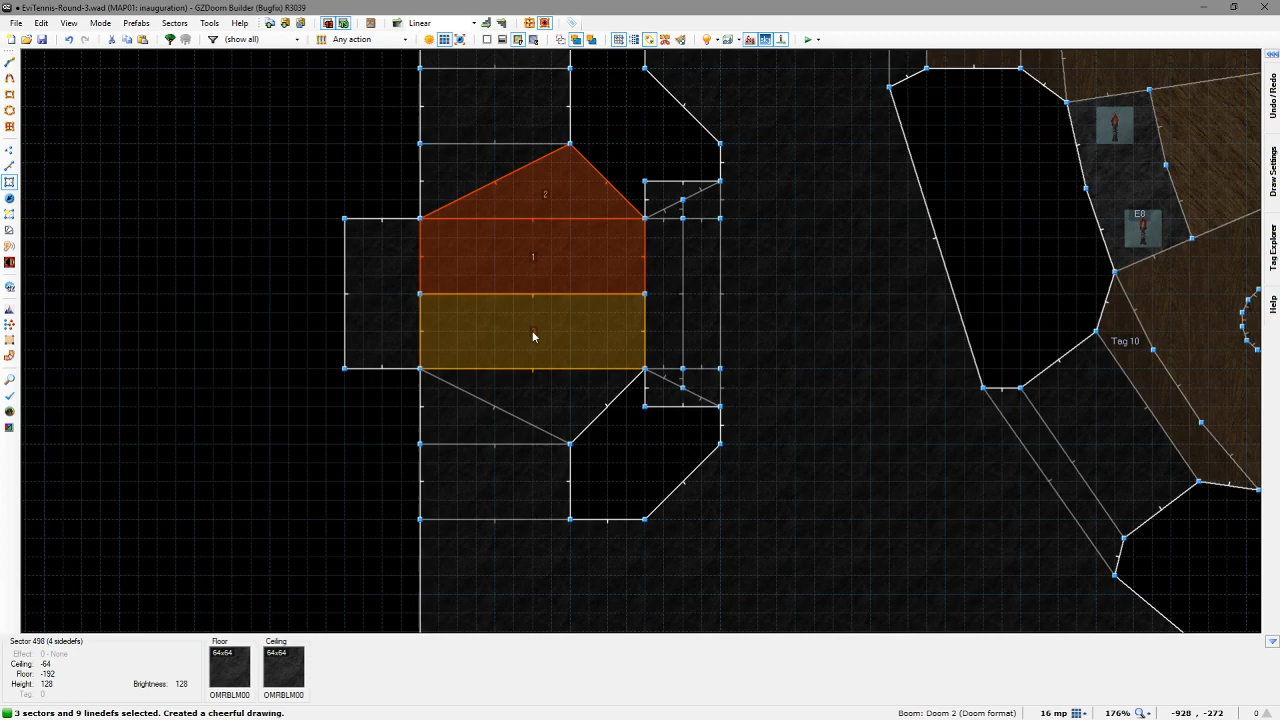 EviTennis-Round-3.wad (MAP01: inauguration) - GZDoom Builder (Bugfix) R3039
File Edit View Mode Prefabs Sectors Tools Help
Linear
(show all)
Any action
Undo / Redo
Draw Settings
Tag Explorer
Help
2
1
E8
Tag 10
Sector 498 (4 sidedefs)
Effect: 0 - None
Ceiling: -64
Floor: -192
Height: 128 Brightness: 128
Tag: 0
Floor Ceiling
64x64 64x64
OMRBLM00 OMRBLM00
3 sectors and 9 linedefs selected. Created a cheerful drawing.
Boom: Doom 2 (Doom format)
16 mp
176%
-928 , -272
0